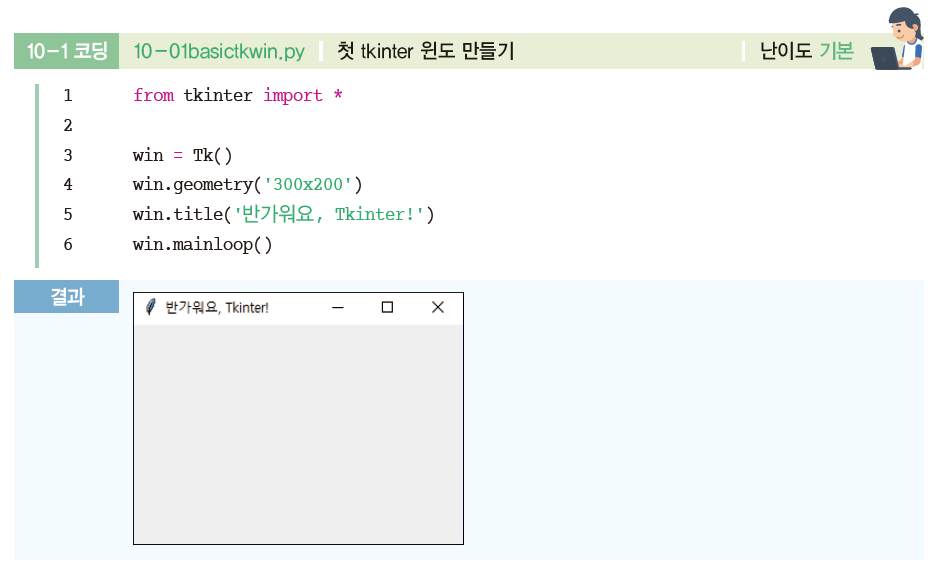 10-1 코딩 10-01basictkwin.py 첫 tkinter 윈도 만들기 난이도 기본
1 from tkinter import *
2
3 win = Tk()
4 win.geometry('300x200')
5 win.title('반가워요, Tkinter!')
6 win.mainloop()
결과
반가워요, Tkinter!